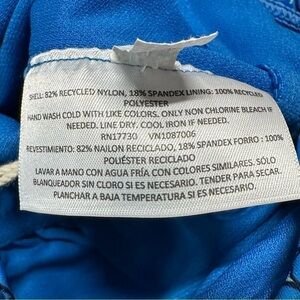 SHELL: 82% RECYCLED NYLON, 18% SPANDEX LINING: 100% RECYCLED
POLYESTER
HAND WASH COLD WITH LIKE COLORS. ONLY NON CHLORINE BLEACH IF
NEEDED. LINE DRY. COOL IRON IF NEEDED.
RN17730 VN1087006
REVESTIMIENTO: 82% NAILON RECICLADO, 18% SPANDEX FORRO : 100%
POLIÉSTER RECICLADO
LAVAR A MANO CON AGUA FRÍA CON COLORES SIMILARES. SÓLO
BLANQUEADOR SIN CLORO SI ES NECESARIO. TENDER PARA SECAR.
PLANCHAR A BAJA TEMPERATURA SI ES NECESARIO.